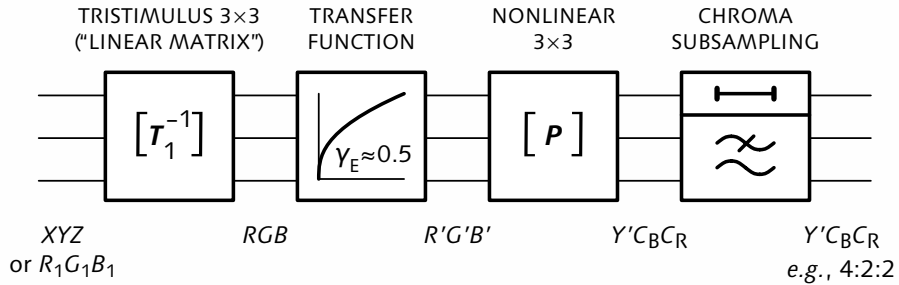 TRISTIMULUS 3×3
(“LINEAR MATRIX”)
TRANSFER
FUNCTION
NONLINEAR
3×3
CHROMA
SUBSAMPLING
[T₁⁻¹]
γE≈0.5
[P]
XYZ
or R₁G₁B₁
RGB
R'G'B'
Y'CBCR
Y'CBCR
e.g., 4:2:2